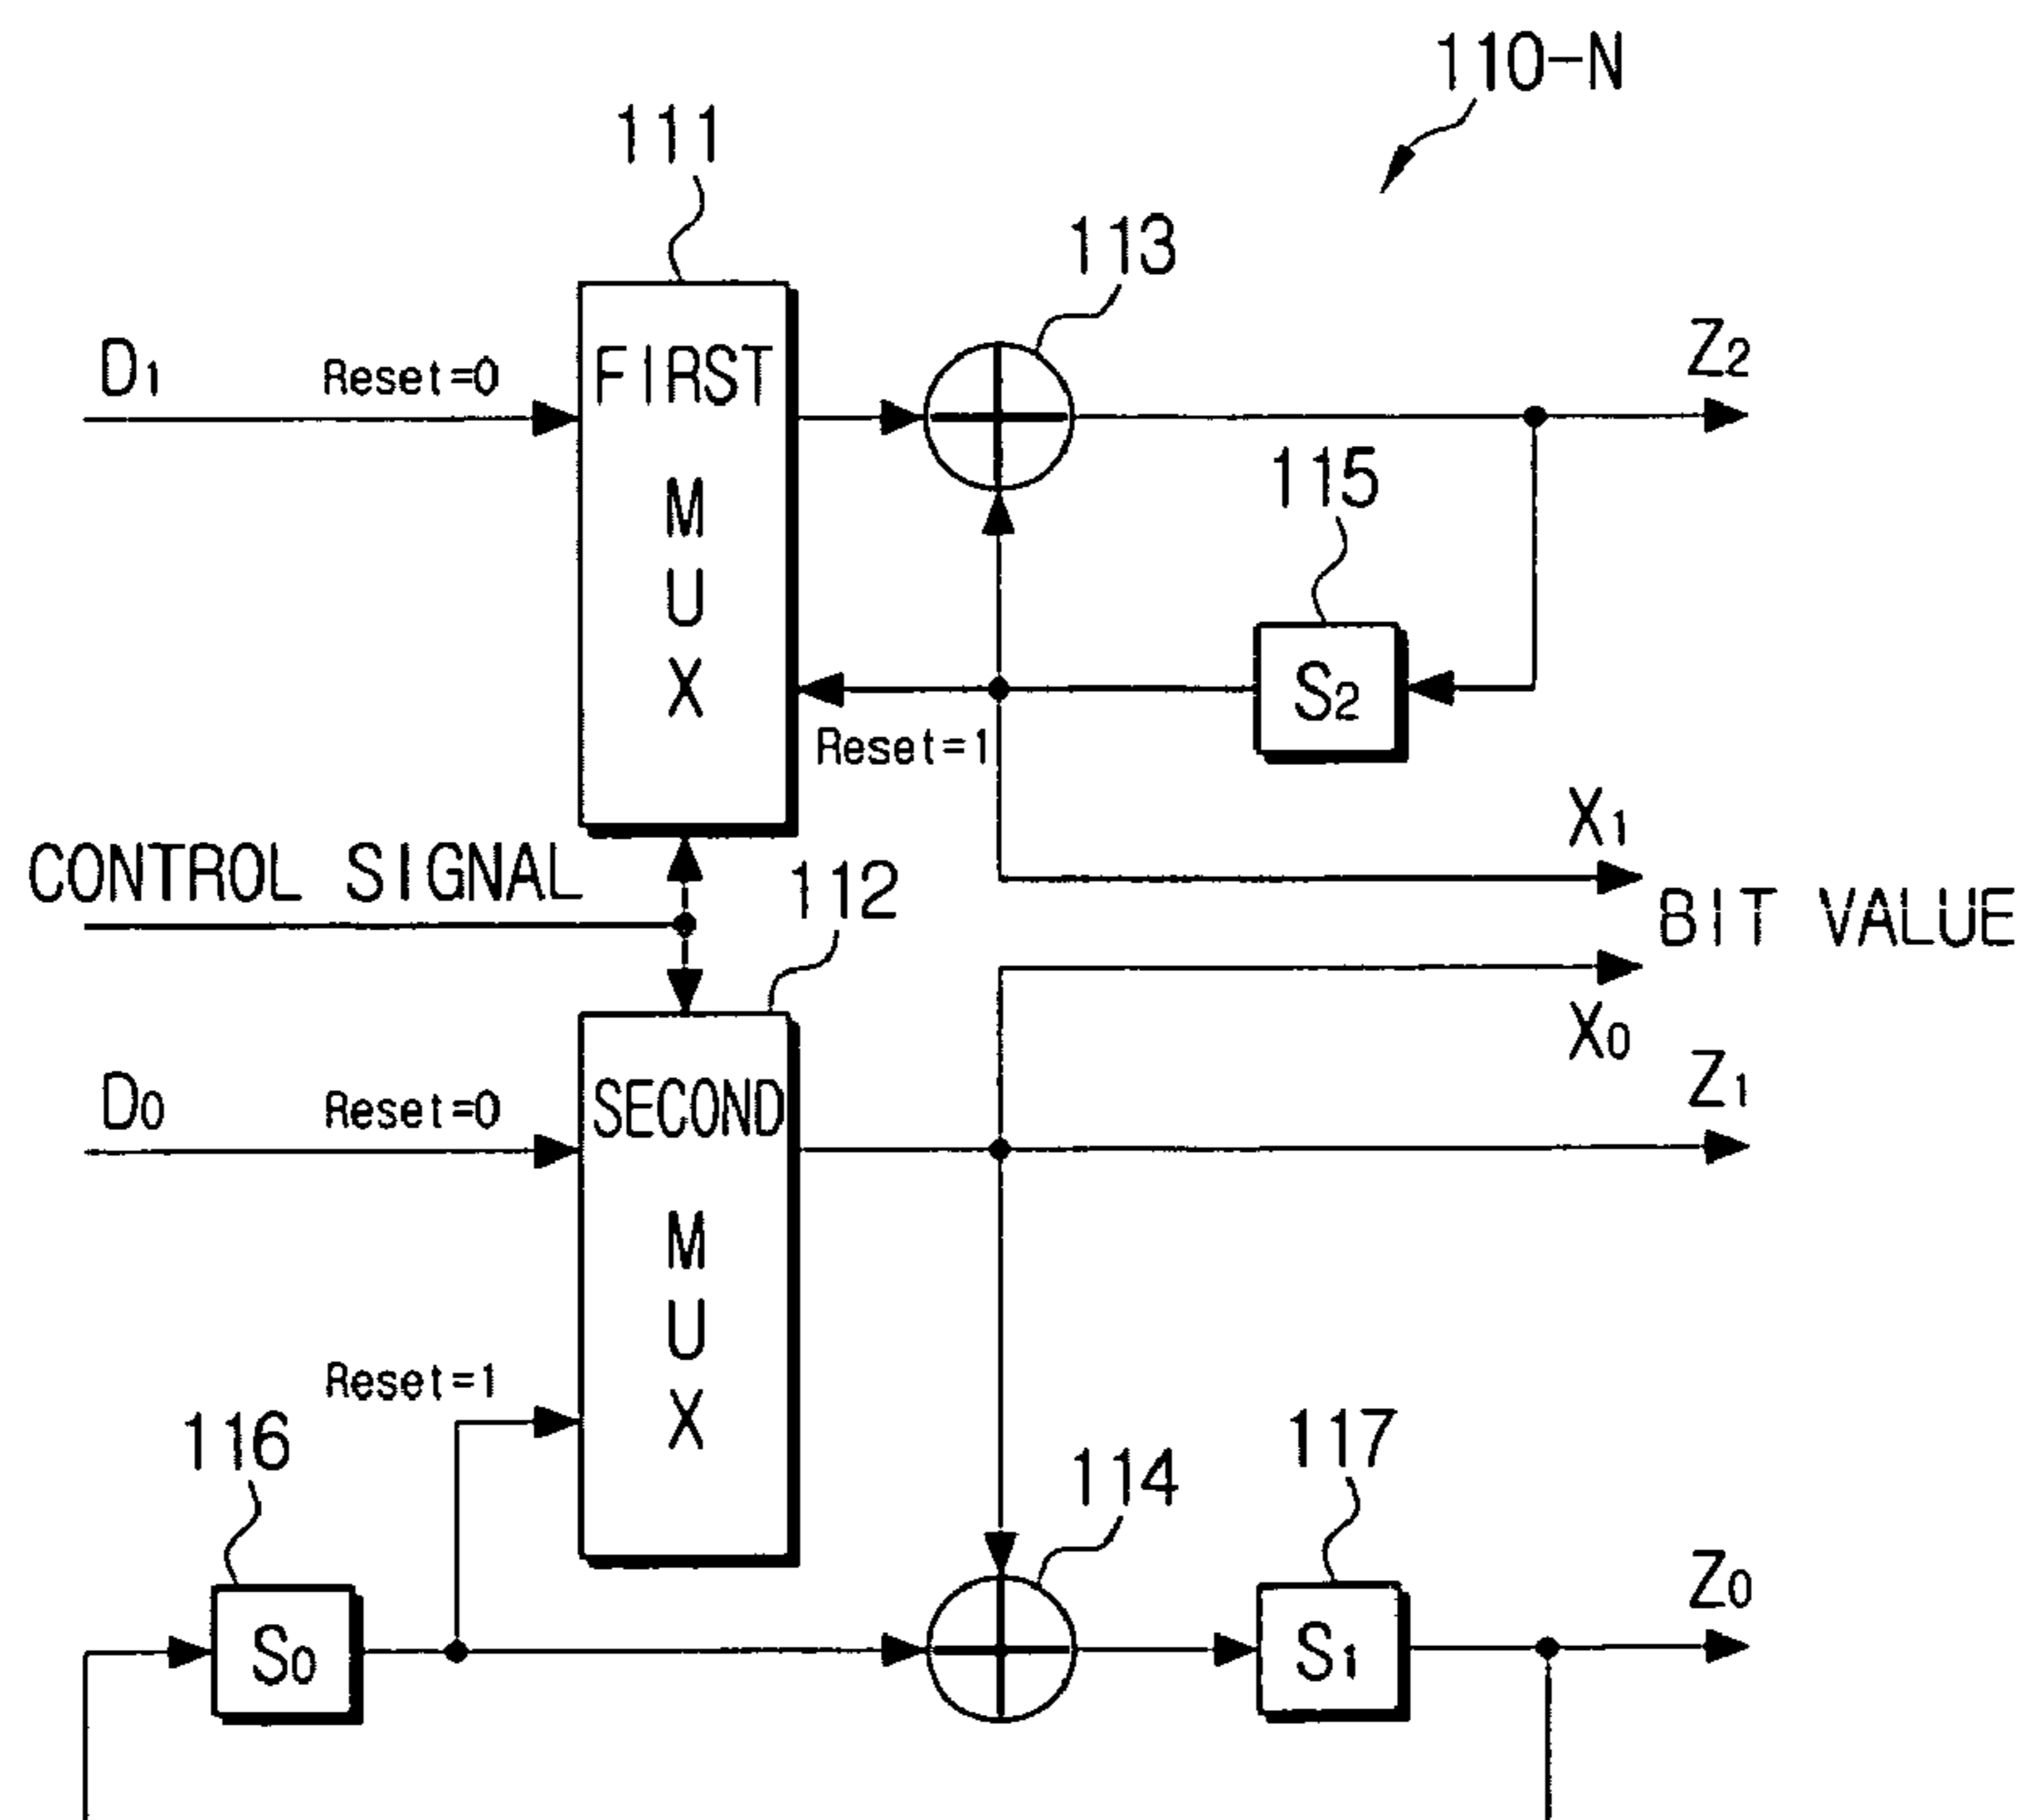 110-N
111
113
D1
Reset=0
FIRST
MUX
Z2
115
S2
Reset=1
X1
CONTROL SIGNAL
112
BIT VALUE
X0
D0
Reset=0
SECOND
MUX
Z1
Reset=1
116
114
117
Z0
S0
S1